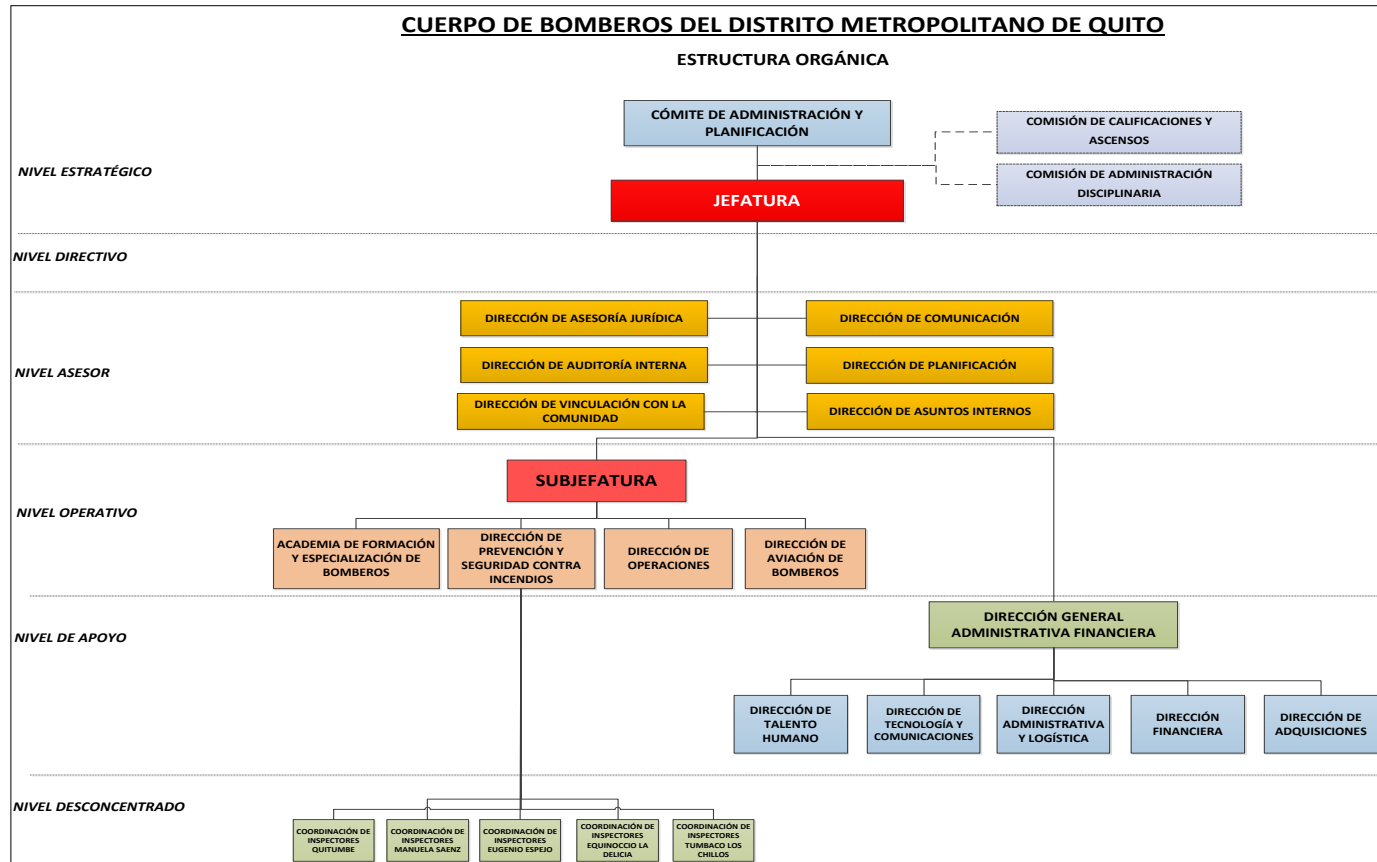 CUERPO DE BOMBEROS DEL DISTRITO METROPOLITANO DE QUITO
ESTRUCTURA ORGÁNICA
CÓMITE DE ADMINISTRACIÓN Y
PLANIFICACIÓN
COMISIÓN DE CALIFICACIONES Y
ASCENSOS
NIVEL ESTRATÉGICO
COMISIÓN DE ADMINISTRACIÓN
DISCIPLINARIA
JEFATURA
NIVEL DIRECTIVO
DIRECCIÓN DE ASESORÍA JURÍDICA
DIRECCIÓN DE COMUNICACIÓN
NIVEL ASESOR
DIRECCIÓN DE AUDITORÍA INTERNA
DIRECCIÓN DE PLANIFICACIÓN
DIRECCIÓN DE VINCULACIÓN CON LA
COMUNIDAD
DIRECCIÓN DE ASUNTOS INTERNOS
SUBJEFATURA
NIVEL OPERATIVO
ACADEMIA DE FORMACIÓN
Y ESPECIALIZACIÓN DE
BOMBEROS
DIRECCIÓN DE
PREVENCIÓN Y
SEGURIDAD CONTRA
INCENDIOS
DIRECCIÓN DE
OPERACIONES
DIRECCIÓN DE
AVIACIÓN DE
BOMBEROS
NIVEL DE APOYO
DIRECCIÓN GENERAL
ADMINISTRATIVA FINANCIERA
DIRECCIÓN DE
TALENTO
HUMANO
DIRECCIÓN DE
TECNOLOGÍA Y
COMUNICACIONES
DIRECCIÓN
ADMINISTRATIVA
Y LOGÍSTICA
DIRECCIÓN
FINANCIERA
DIRECCIÓN DE
ADQUISICIONES
NIVEL DESCONCENTRADO
COORDINACIÓN DE
INSPECTORES
QUITUMBE
COORDINACIÓN DE
INSPECTORES
MANUELA SAENZ
COORDINACIÓN DE
INSPECTORES
EUGENIO ESPEJO
COORDINACIÓN DE
INSPECTORES
EQUINOCCIO LA
DELICIA
COORDINACIÓN DE
INSPECTORES
TUMBACO LOS
CHILLOS